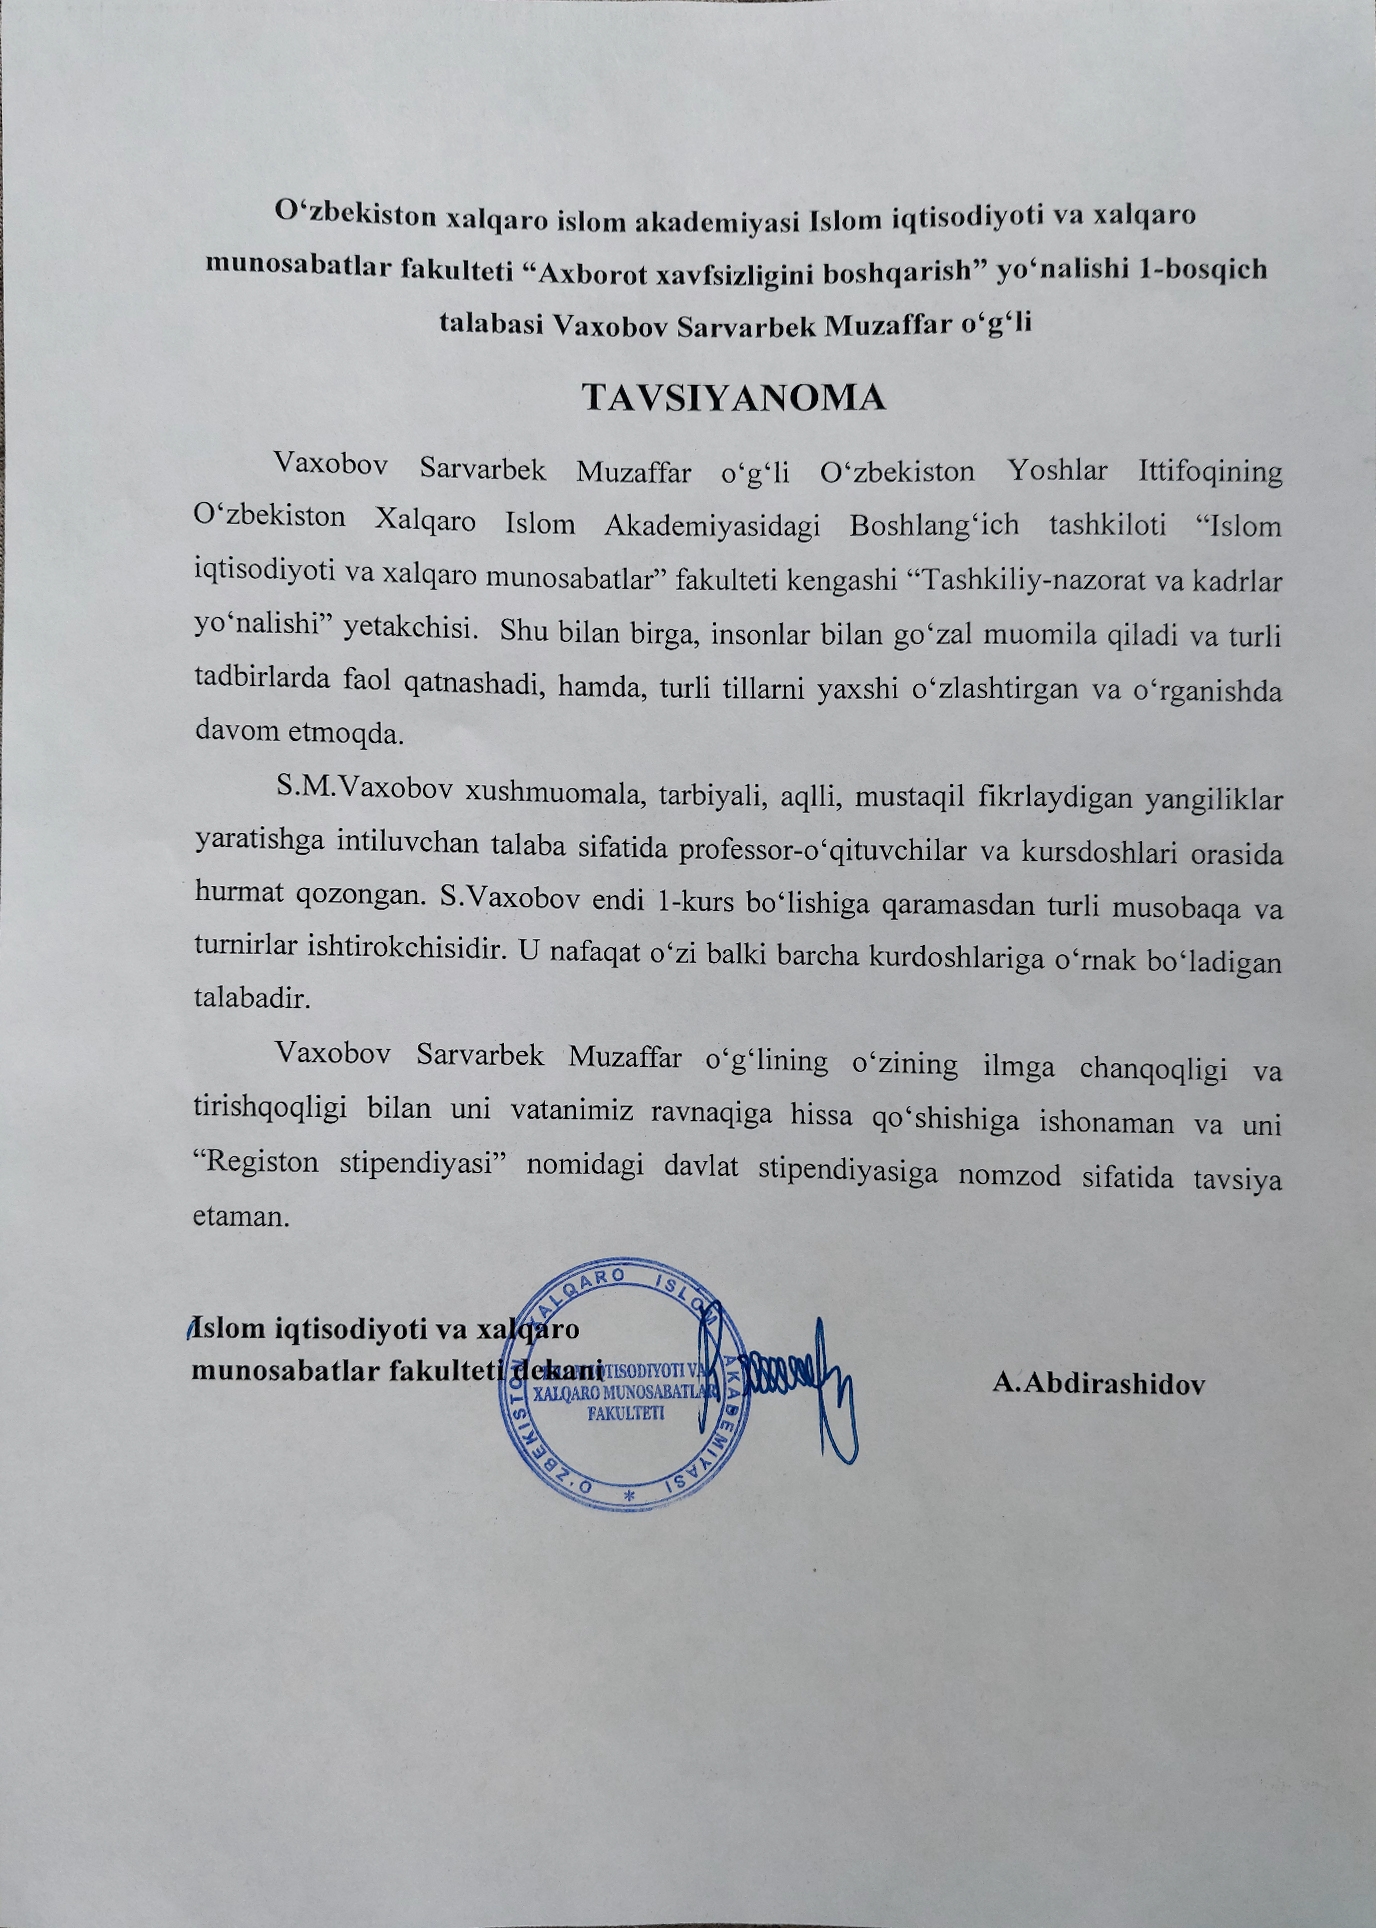 O‘zbekiston xalqaro islom akademiyasi Islom iqtisodiyoti va xalqaro
munosabatlar fakulteti “Axborot xavfsizligini boshqarish” yo‘nalishi 1-bosqich
talabasi Vaxobov Sarvarbek Muzaffar o‘g‘li
TAVSIYANOMA
Vaxobov Sarvarbek Muzaffar o‘g‘li O‘zbekiston Yoshlar Ittifoqining
O‘zbekiston Xalqaro Islom Akademiyasidagi Boshlang‘ich tashkiloti “Islom
iqtisodiyoti va xalqaro munosabatlar” fakulteti kengashi “Tashkiliy-nazorat va kadrlar
yo‘nalishi” yetakchisi. Shu bilan birga, insonlar bilan go‘zal muomila qiladi va turli
tadbirlarda faol qatnashadi, hamda, turli tillarni yaxshi o‘zlashtirgan va o‘rganishda
davom etmoqda.
S.M.Vaxobov xushmuomala, tarbiyali, aqlli, mustaqil fikrlaydigan yangiliklar
yaratishga intiluvchan talaba sifatida professor-o‘qituvchilar va kursdoshlari orasida
hurmat qozongan. S.Vaxobov endi 1-kurs bo‘lishiga qaramasdan turli musobaqa va
turnirlar ishtirokchisidir. U nafaqat o‘zi balki barcha kurdoshlariga o‘rnak bo‘ladigan
talabadir.
Vaxobov Sarvarbek Muzaffar o‘g‘lining o‘zining ilmga chanqoqligi va
tirishqoqligi bilan uni vatanimiz ravnaqiga hissa qo‘shishiga ishonaman va uni
“Registon stipendiyasi” nomidagi davlat stipendiyasiga nomzod sifatida tavsiya
etaman.
Islom iqtisodiyoti va xalqaro
munosabatlar fakulteti dekani
A.Abdirashidov
O‘ZBEKISTON XALQARO ISLOM AKADEMIYASI
IQTISODIYOTI VA
XALQARO MUNOSABATLAR
FAKULTETI